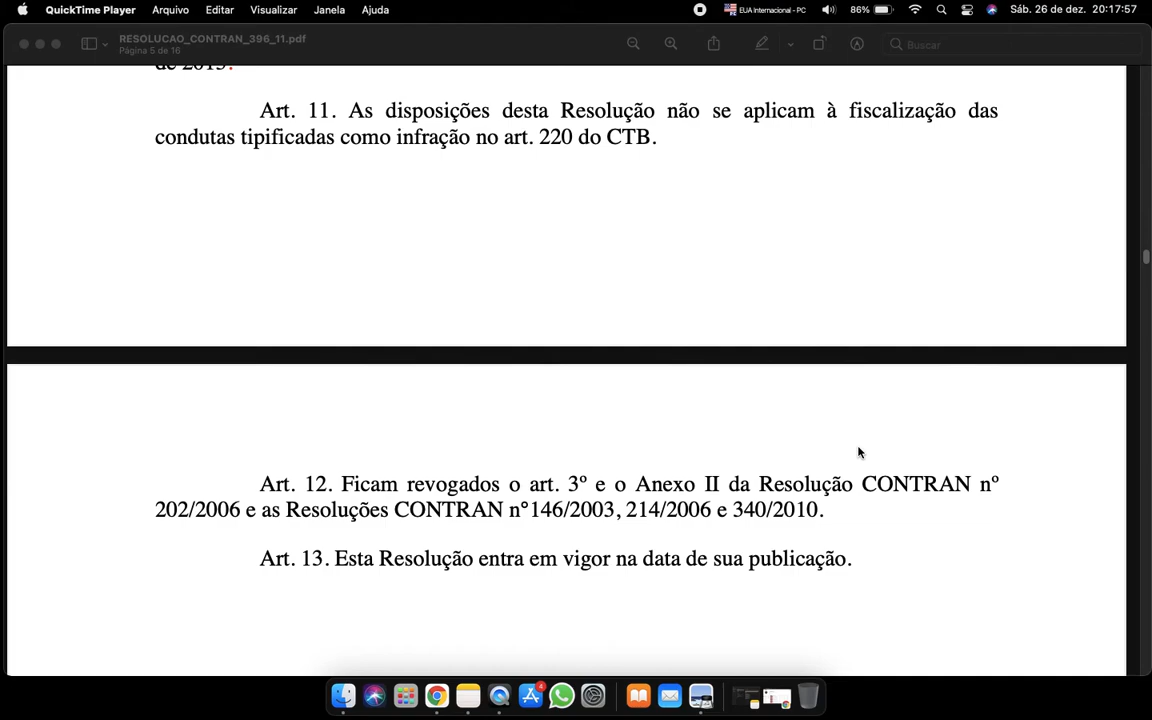 QuickTime Player Arquivo Editar Visualizar Janela Ajuda EUA Internacional - PC 86% Sáb. 26 de dez. 20:17:57
RESOLUCAO_CONTRAN_396_11.pdf
Página 5 de 16
Buscar
de 2013.
Art. 11. As disposições desta Resolução não se aplicam à fiscalização das
condutas tipificadas como infração no art. 220 do CTB.
Art. 12. Ficam revogados o art. 3º e o Anexo II da Resolução CONTRAN nº
202/2006 e as Resoluções CONTRAN n°146/2003, 214/2006 e 340/2010.
Art. 13. Esta Resolução entra em vigor na data de sua publicação.
4